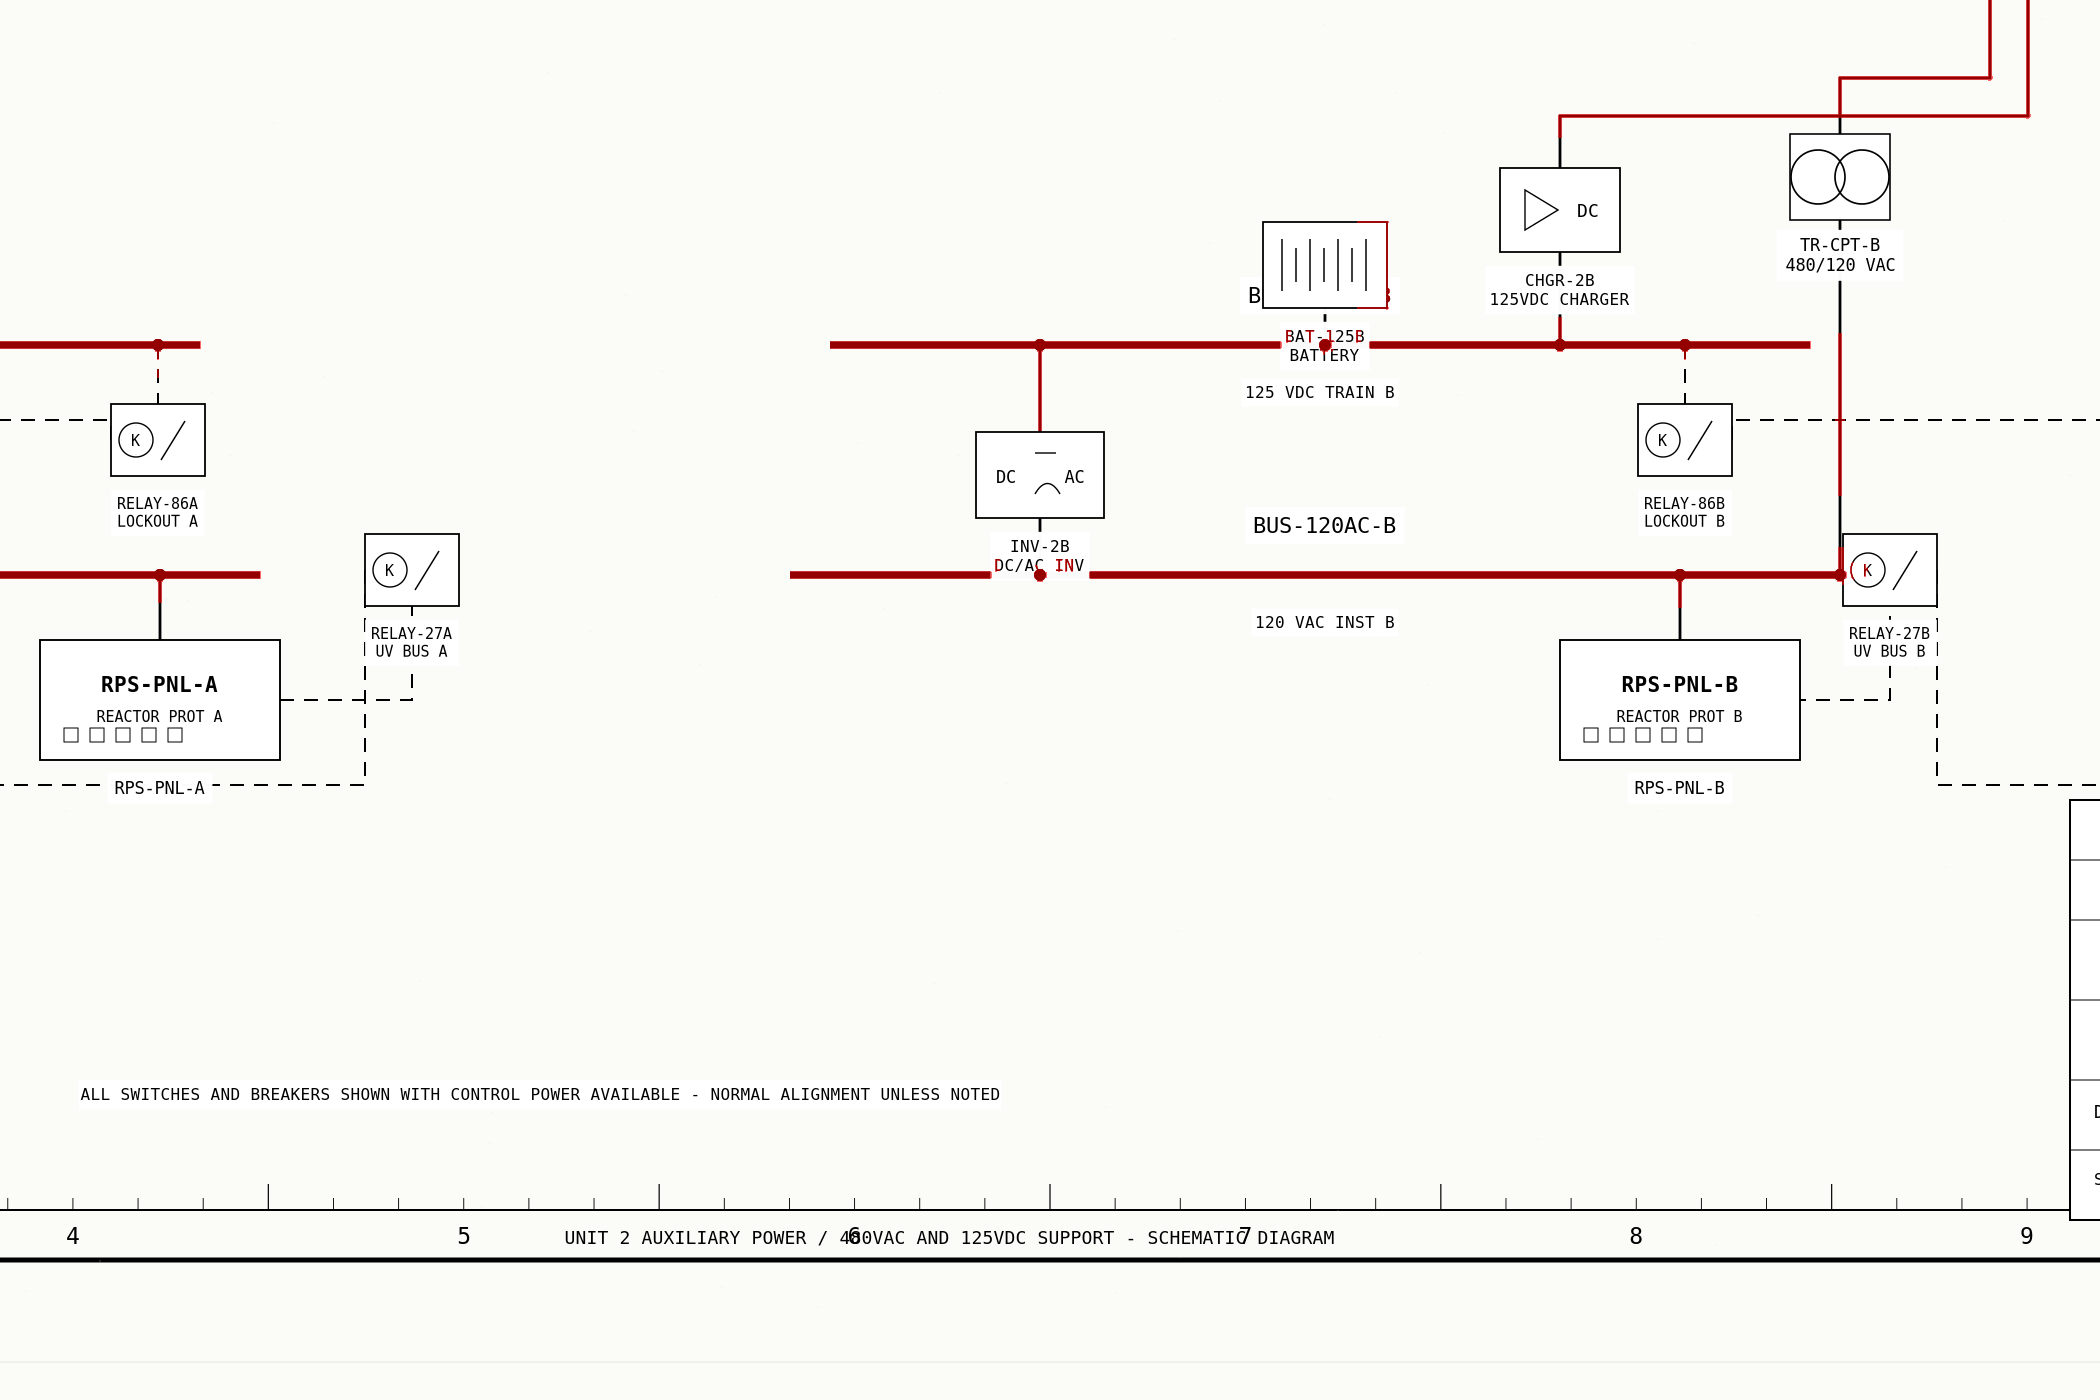 DC
TR-CPT-B
480/120 VAC
CHGR-2B
125VDC CHARGER
BAT-125B
BATTERY
125 VDC TRAIN B
K
K
DC AC
RELAY-86A
LOCKOUT A
RELAY-86B
LOCKOUT B
BUS-120AC-B
INV-2B
DC/AC INV
K
K
120 VAC INST B
RELAY-27A
UV BUS A
RELAY-27B
UV BUS B
RPS-PNL-A
REACTOR PROT A
RPS-PNL-A
RPS-PNL-B
REACTOR PROT B
RPS-PNL-B
ALL SWITCHES AND BREAKERS SHOWN WITH CONTROL POWER AVAILABLE - NORMAL ALIGNMENT UNLESS NOTED
4 5 6 7 8 9
UNIT 2 AUXILIARY POWER / 480VAC AND 125VDC SUPPORT - SCHEMATIC DIAGRAM